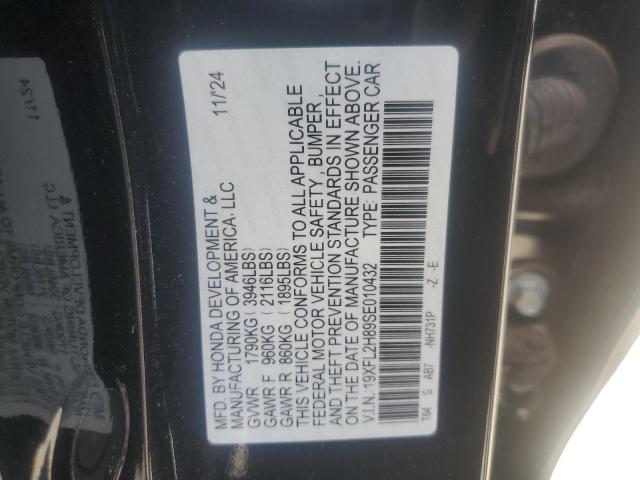 MFD. BY HONDA DEVELOPMENT & 11/'24
MANUFACTURING OF AMERICA, LLC
GVWR 1790KG ( 3946LBS)
GAWR F 960KG ( 2116LBS)
GAWR R 860KG ( 1895LBS)
THIS VEHICLE CONFORMS TO ALL APPLICABLE
FEDERAL MOTOR VEHICLE SAFETY, BUMPER,
AND THEFT PREVENTION STANDARDS IN EFFECT
ON THE DATE OF MANUFACTURE SHOWN ABOVE.
V.I.N.:19XFL2H89SE010432 TYPE: PASSENGER CAR
T64 S AB7 -NH731P -Z -E